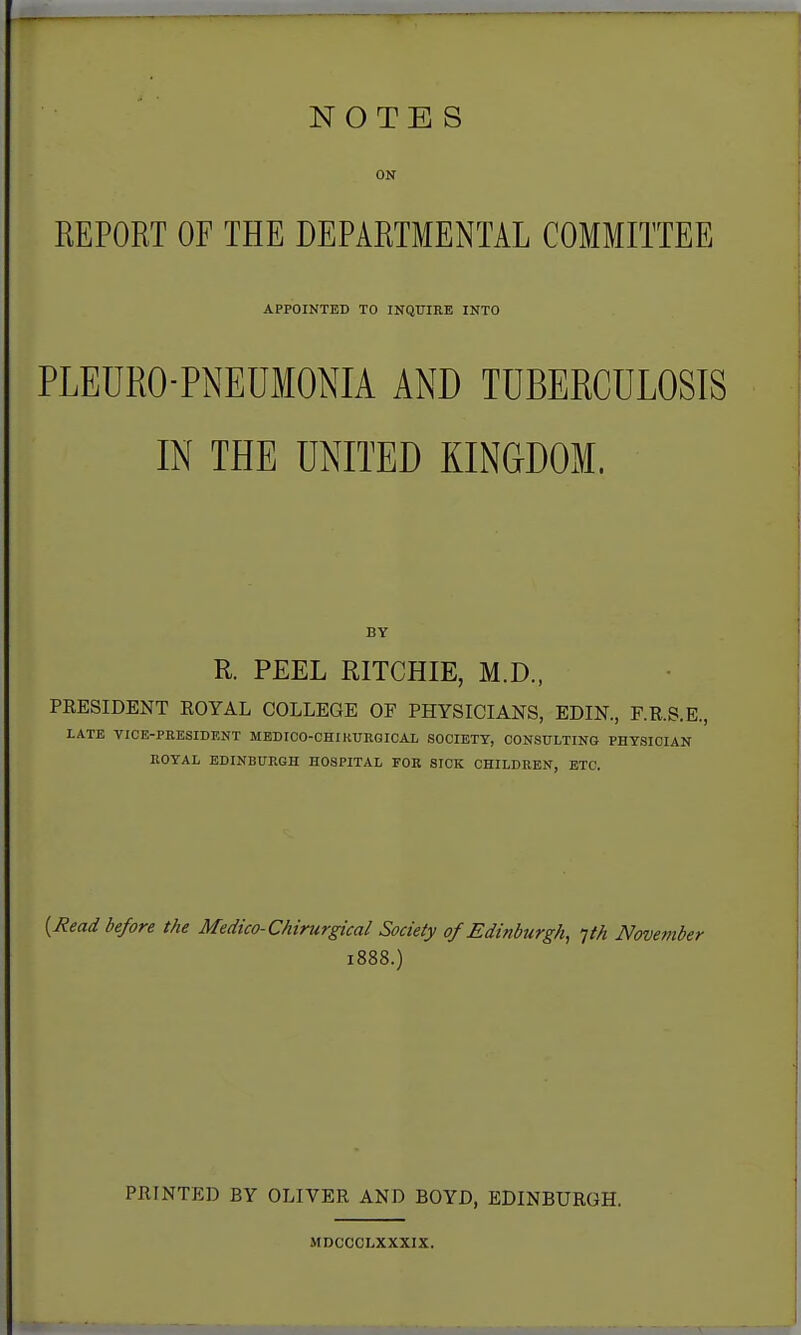 NOTES
ON
REPORT OF THE DEPARTMENTAL COMMITTEE
APPOINTED TO INQUIRE INTO
PLEURO-PNEUMONIA AND TUBERCULOSIS
IN THE UNITED KINGDOM.
BY
R. PEEL RITCHIE, M.D.,
PRESIDENT ROYAL COLLEGE OF PHYSICIANS, EDIN., F.R.S.E.,
LATE VICE-PRESIDENT MEDICO-CHIRURGICAL SOCIETY, CONSULTING PHYSICIAN
ROYAL EDINBURGH HOSPITAL FOR SICK CHILDREN, ETC.
(Read before the Medico-Chirurgical Society of Edinburgh, 7th November
1888.)
PRINTED BY OLIVER AND BOYD, EDINBURGH.
MDCCCLXXXIX.